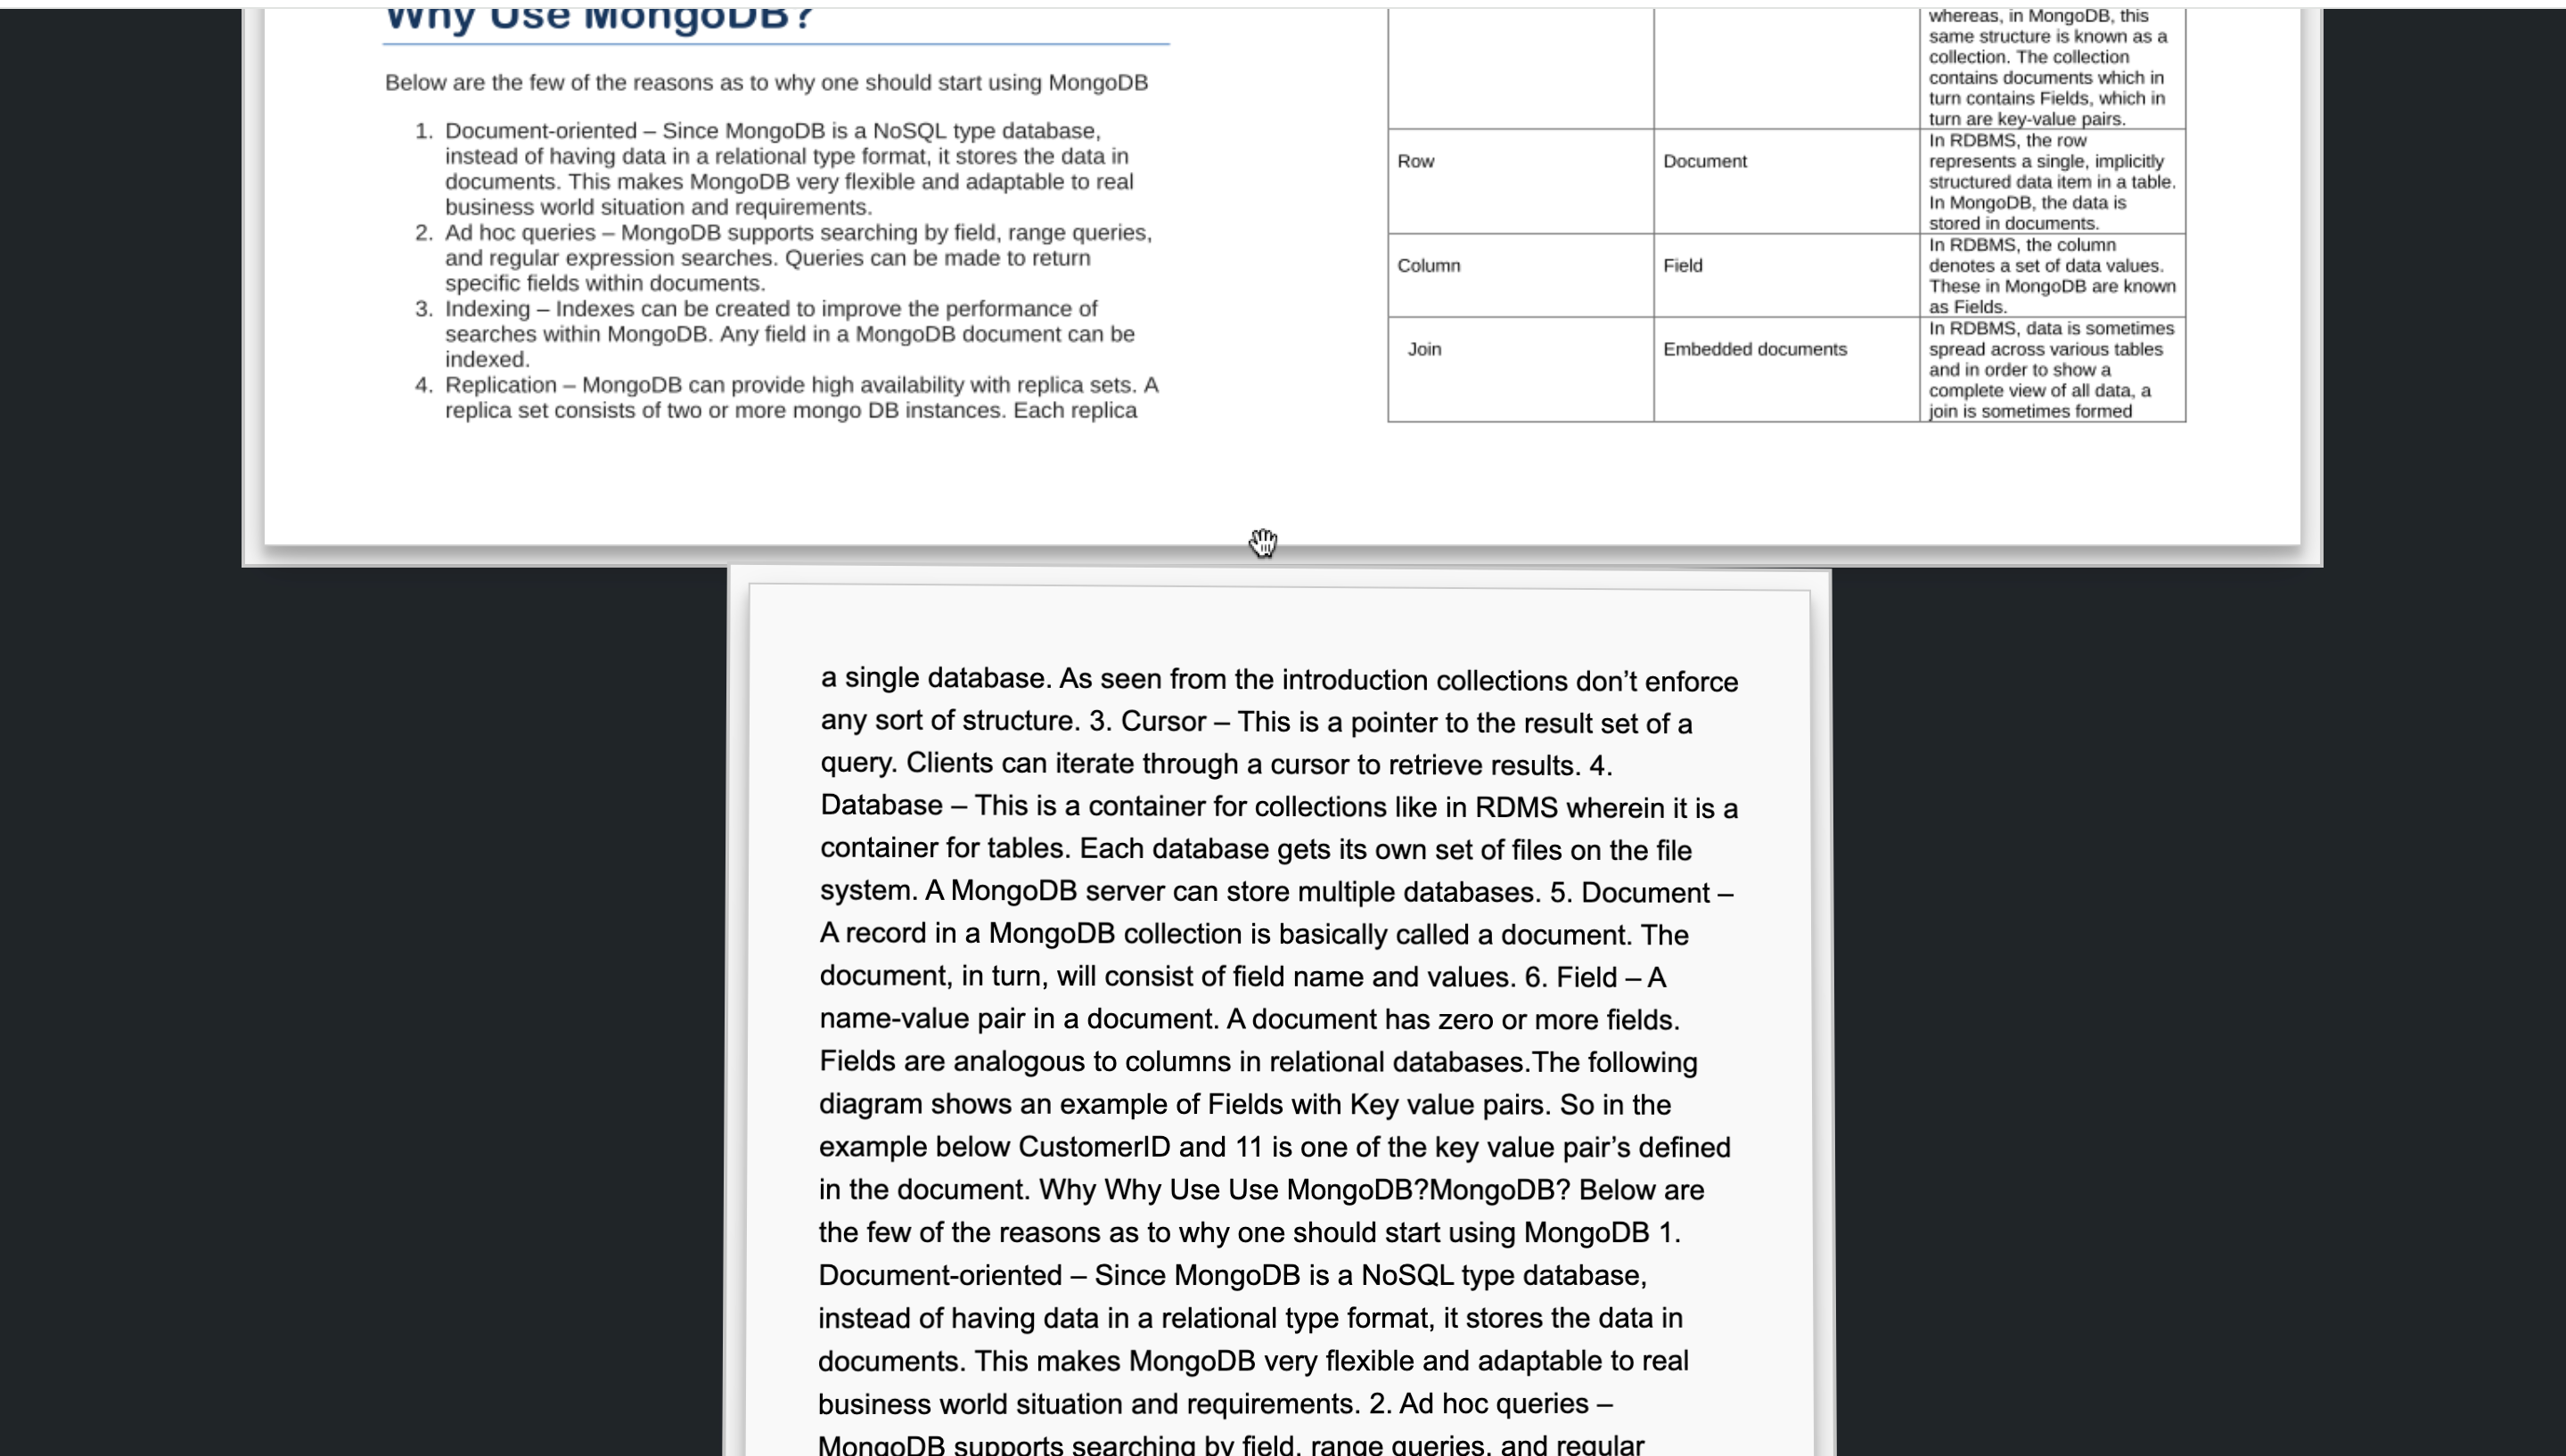 Why Use MongoDB?
Below are the few of the reasons as to why one should start using MongoDB
1. Document-oriented – Since MongoDB is a NoSQL type database,
instead of having data in a relational type format, it stores the data in
documents. This makes MongoDB very flexible and adaptable to real
business world situation and requirements.
2. Ad hoc queries – MongoDB supports searching by field, range queries,
and regular expression searches. Queries can be made to return
specific fields within documents.
3. Indexing – Indexes can be created to improve the performance of
searches within MongoDB. Any field in a MongoDB document can be
indexed.
4. Replication – MongoDB can provide high availability with replica sets. A
replica set consists of two or more mongo DB instances. Each replica
whereas, in MongoDB, this
same structure is known as a
collection. The collection
contains documents which in
turn contains Fields, which in
turn are key-value pairs.
Row
Document
In RDBMS, the row
represents a single, implicitly
structured data item in a table.
In MongoDB, the data is
stored in documents.
Column
Field
In RDBMS, the column
denotes a set of data values.
These in MongoDB are known
as Fields.
Join
Embedded documents
In RDBMS, data is sometimes
spread across various tables
and in order to show a
complete view of all data, a
join is sometimes formed
a single database. As seen from the introduction collections don’t enforce
any sort of structure. 3. Cursor – This is a pointer to the result set of a
query. Clients can iterate through a cursor to retrieve results. 4.
Database – This is a container for collections like in RDMS wherein it is a
container for tables. Each database gets its own set of files on the file
system. A MongoDB server can store multiple databases. 5. Document –
A record in a MongoDB collection is basically called a document. The
document, in turn, will consist of field name and values. 6. Field – A
name-value pair in a document. A document has zero or more fields.
Fields are analogous to columns in relational databases.The following
diagram shows an example of Fields with Key value pairs. So in the
example below CustomerID and 11 is one of the key value pair’s defined
in the document. Why Why Use Use MongoDB?MongoDB? Below are
the few of the reasons as to why one should start using MongoDB 1.
Document-oriented – Since MongoDB is a NoSQL type database,
instead of having data in a relational type format, it stores the data in
documents. This makes MongoDB very flexible and adaptable to real
business world situation and requirements. 2. Ad hoc queries –
MongoDB supports searching by field, range queries, and regular